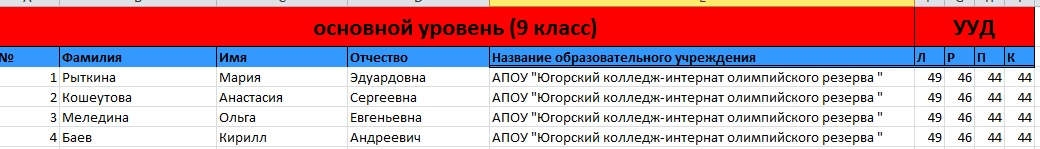 основной уровень (9 класс) УУД
№ Фамилия Имя Отчество Название образовательного учреждения Л Р П К
1 Рыткина Мария Эдуардовна АПОУ "Югорский колледж-интернат олимпийского резерва " 49 46 44 44
2 Кошеутова Анастасия Сергеевна АПОУ "Югорский колледж-интернат олимпийского резерва " 49 46 44 44
3 Меледина Ольга Евгеньевна АПОУ "Югорский колледж-интернат олимпийского резерва " 49 46 44 44
4 Баев Кирилл Андреевич АПОУ "Югорский колледж-интернат олимпийского резерва " 49 46 44 44